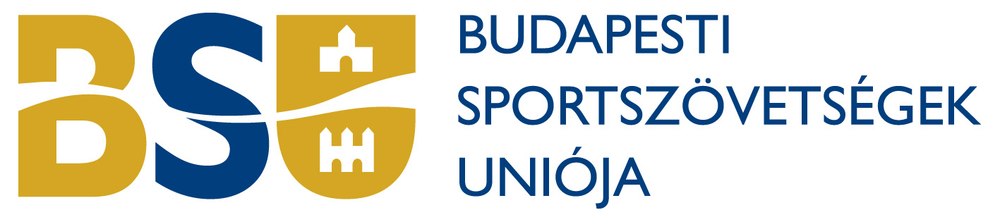 BSU
BUDAPESTI
SPORTSZÖVETSÉGEK
UNIÓJA